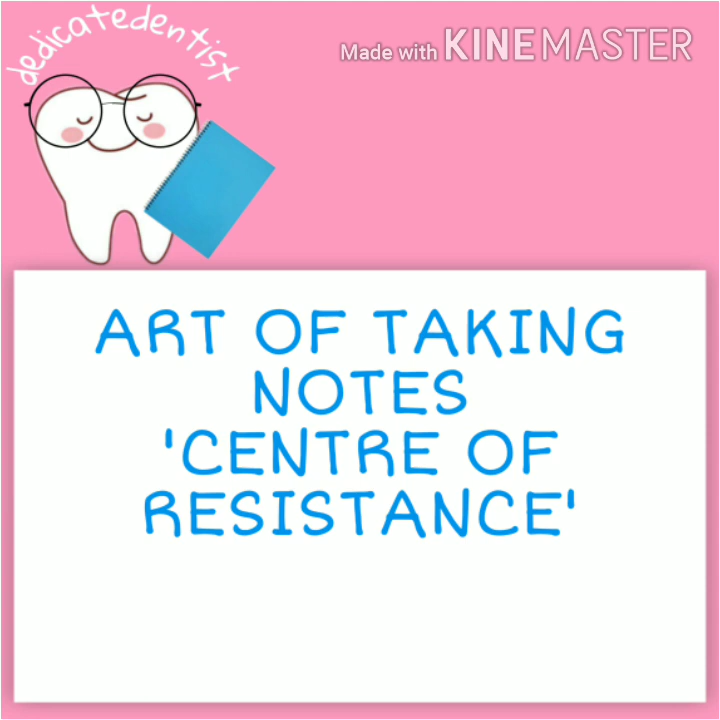 dedicatedentist
Made with KINEMASTER
ART OF TAKING
NOTES
'CENTRE OF
RESISTANCE'